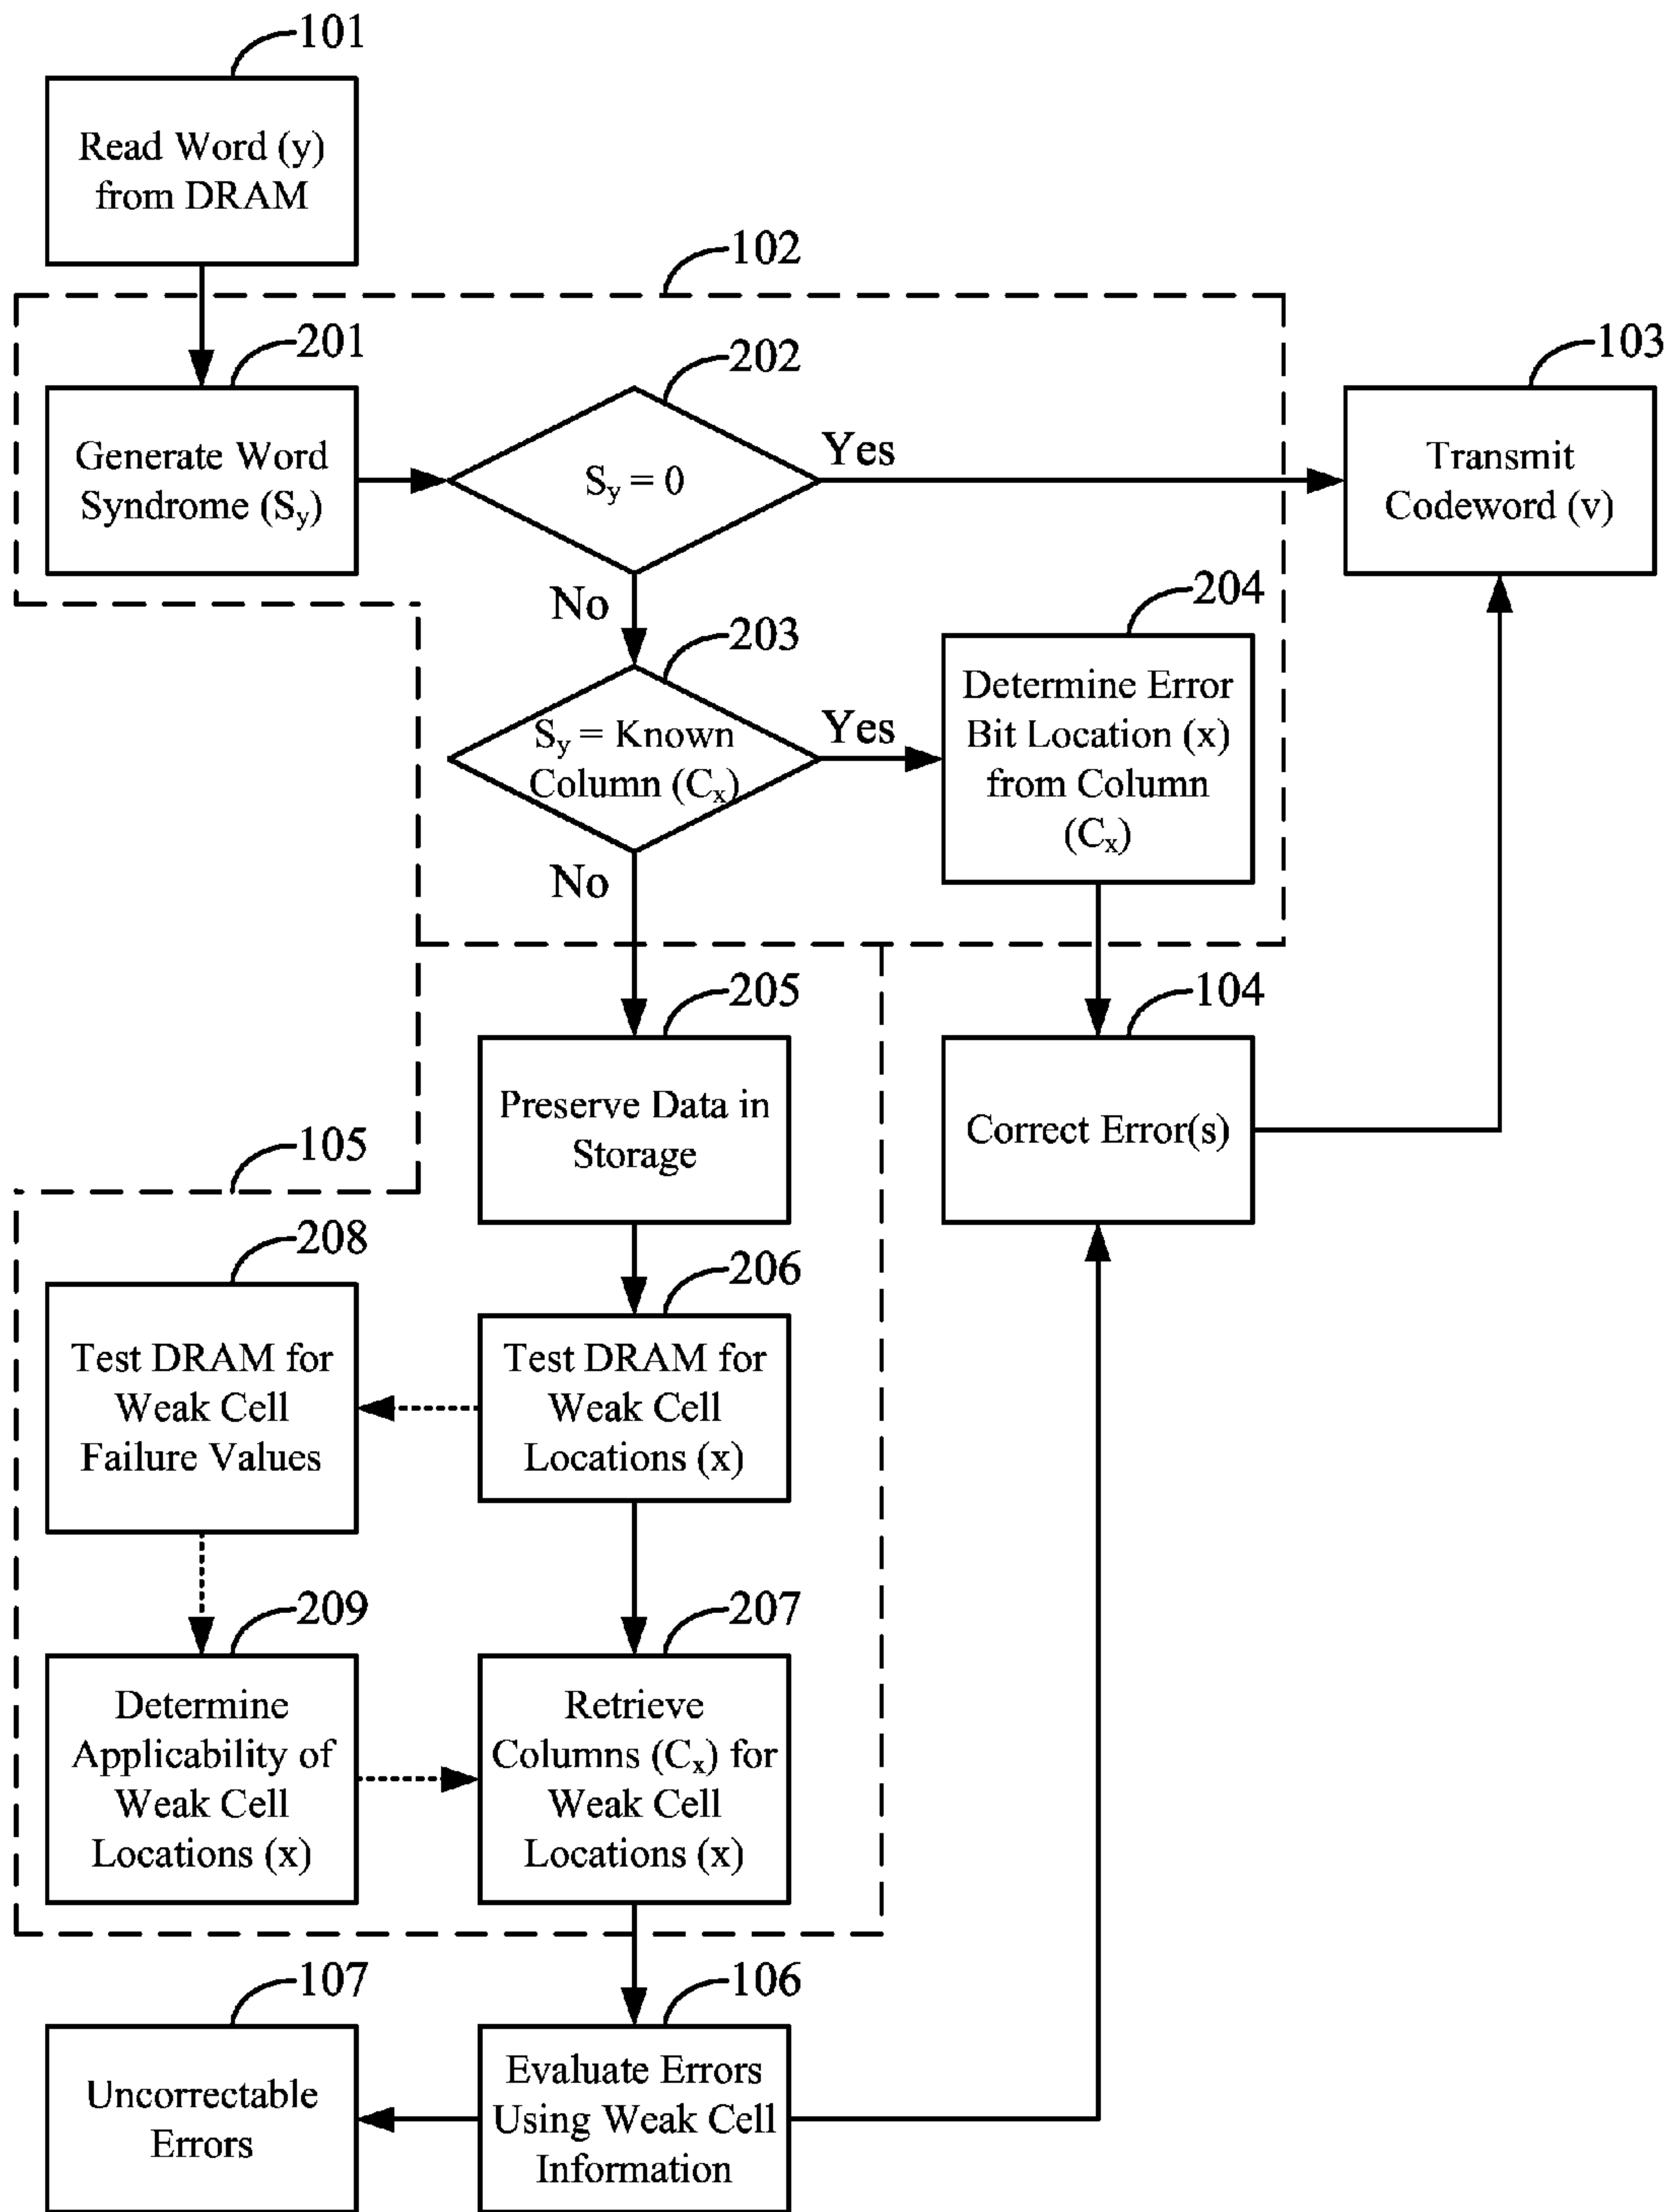 101
Read Word (y)
from DRAM
102
201
Generate Word
Syndrome (Sy)
202
Sy = 0
Yes
No
103
Transmit
Codeword (v)
203
Sy = Known
Column (Cx)
Yes
No
204
Determine Error
Bit Location (x)
from Column
(Cx)
205
Preserve Data in
Storage
104
Correct Error(s)
105
208
Test DRAM for
Weak Cell
Failure Values
206
Test DRAM for
Weak Cell
Locations (x)
209
Determine
Applicability of
Weak Cell
Locations (x)
207
Retrieve
Columns (Cx) for
Weak Cell
Locations (x)
107
Uncorrectable
Errors
106
Evaluate Errors
Using Weak Cell
Information